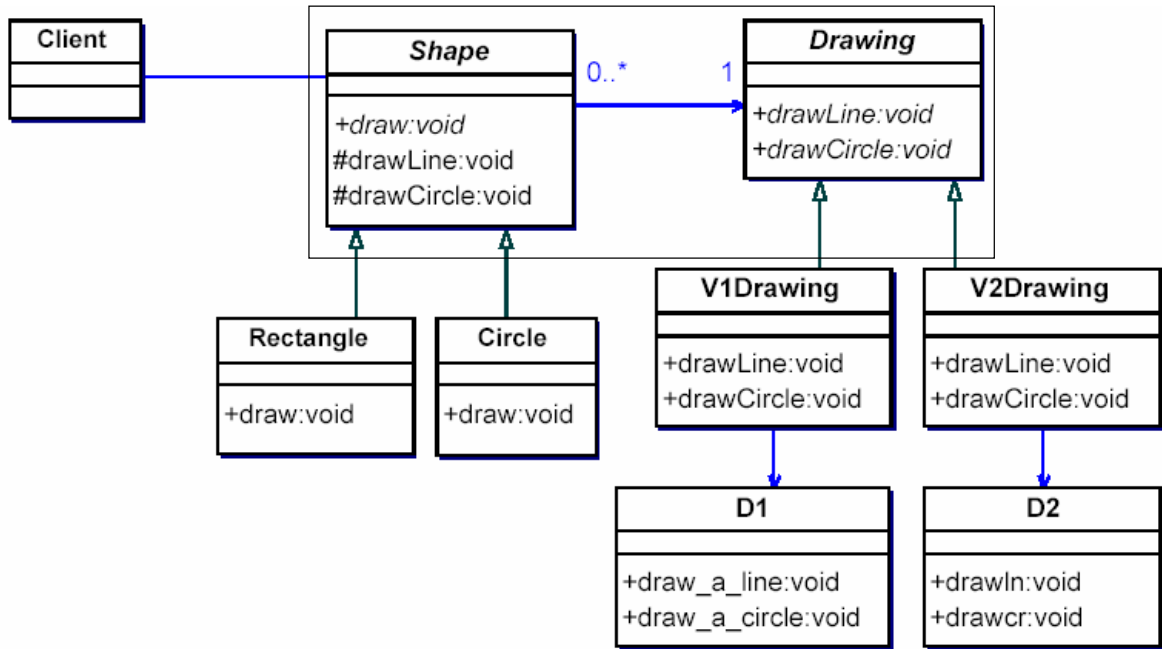 Client
Shape
+draw:void
#drawLine:void
#drawCircle:void
0..*
1
Drawing
+drawLine:void
+drawCircle:void
Rectangle
+draw:void
Circle
+draw:void
V1Drawing
+drawLine:void
+drawCircle:void
V2Drawing
+drawLine:void
+drawCircle:void
D1
+draw_a_line:void
+draw_a_circle:void
D2
+drawln:void
+drawcr:void